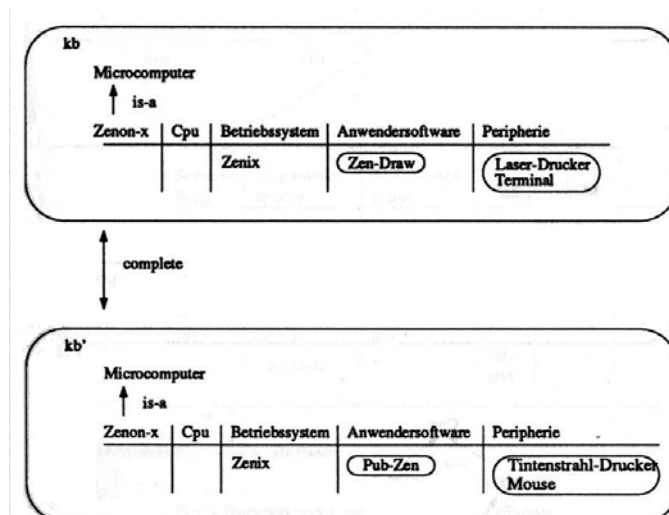 kb
Microcomputer
is-a
Zenon-x Cpu Betriebssystem Anwendersoftware Peripherie
Zenix Zen-Draw Laser-Drucker
Terminal
complete
kb'
Microcomputer
is-a
Zenon-x Cpu Betriebssystem Anwendersoftware Peripherie
Zenix Pub-Zen Tintenstrahl-Drucker
Mouse